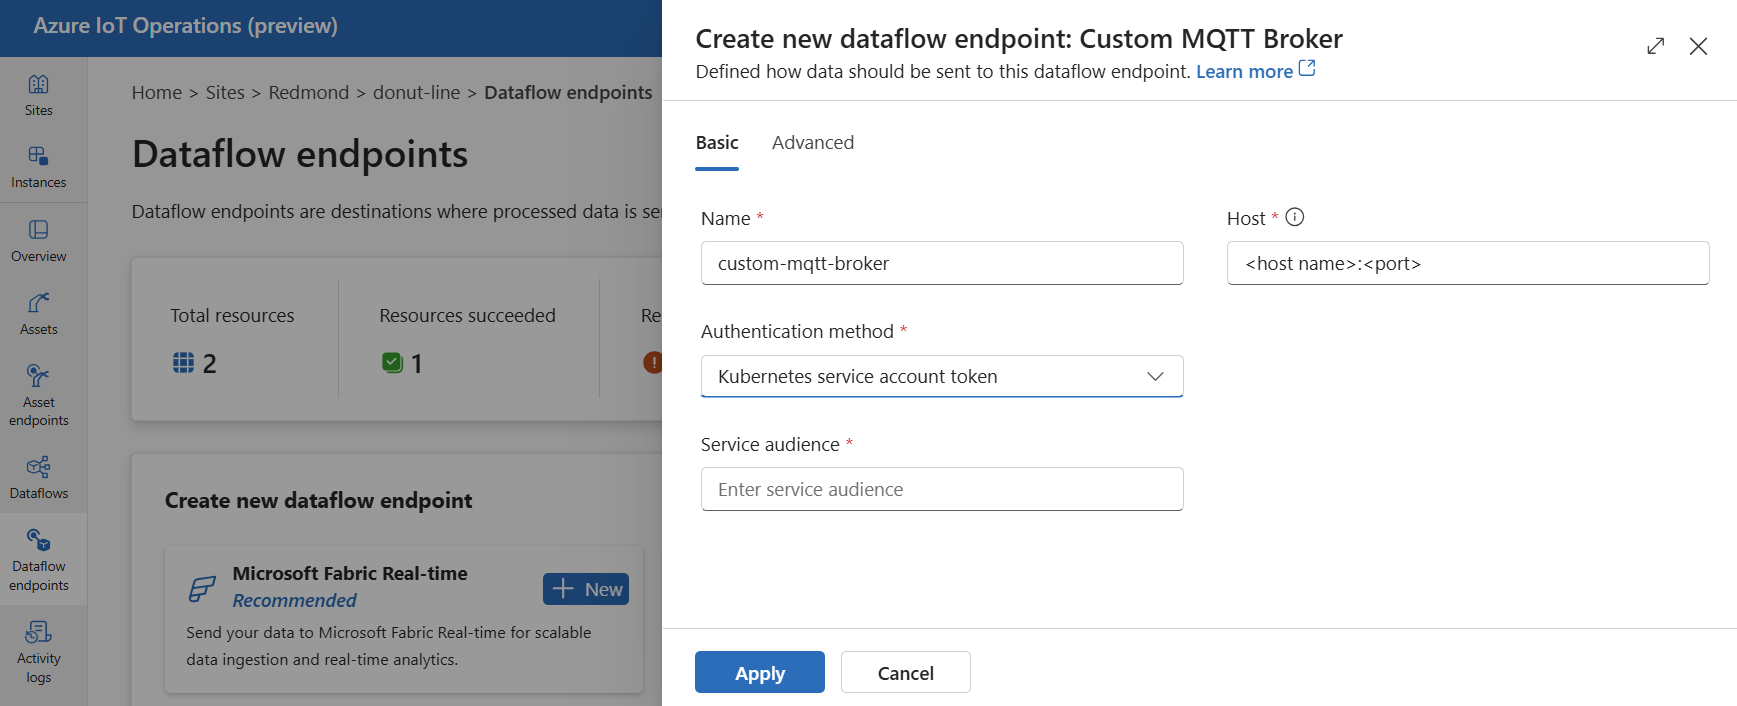 Azure IoT Operations (preview)
Sites
Instances
Overview
Assets
Asset
endpoints
Dataflows
Dataflow
endpoints
Activity
logs
Home > Sites > Redmond > donut-line > Dataflow endpoints
Dataflow endpoints
Dataflow endpoints are destinations where processed data is
Total resources
2
Resources succeeded
1
Create new dataflow endpoint
Microsoft Fabric Real-time
Recommended
New
Send your data to Microsoft Fabric Real-time for scalable
data ingestion and real-time analytics.
Create new dataflow endpoint: Custom MQTT Broker
Defined how data should be sent to this dataflow endpoint. Learn more
Basic Advanced
Name *
custom-mqtt-broker
Host *
<host name>:<port>
Authentication method *
Kubernetes service account token
Service audience *
Enter service audience
Apply Cancel